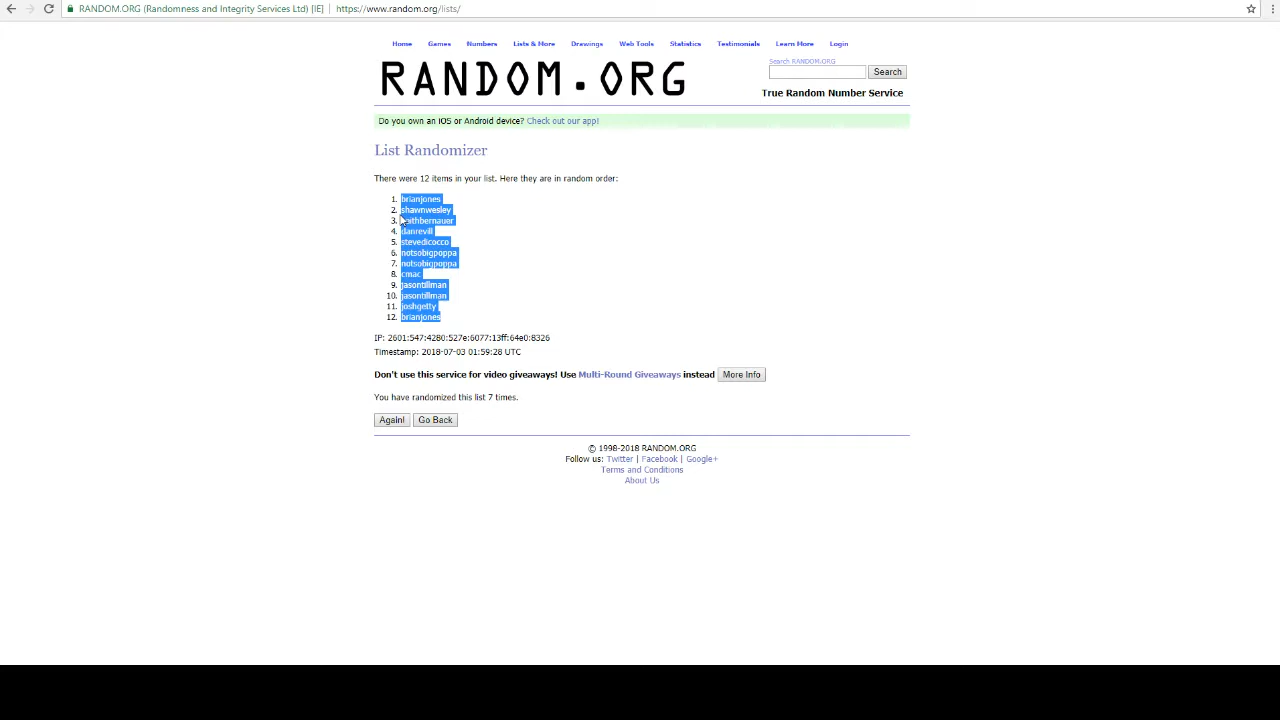 RANDOM.ORG (Randomness and Integrity Services Ltd) [IE] | https://www.random.org/lists/
Home Games Numbers Lists & More Drawings Web Tools Statistics Testimonials Learn More Login
RANDOM.ORG
Search RANDOM.ORG
Search
True Random Number Service
Do you own an iOS or Android device? Check out our app!
List Randomizer
There were 12 items in your list. Here they are in random order:
1. brianjones
2. shawnwesley
3. keithbernauer
4. danrevill
5. stevedicocco
6. notsobigpoppa
7. notsobigpoppa
8. cmac
9. jasontillman
10. jasontillman
11. joshgetty
12. brianjones
IP: 2601:547:4280:527e:6077:13ff:64e0:8326
Timestamp: 2018-07-03 01:59:28 UTC
Don't use this service for video giveaways! Use Multi-Round Giveaways instead More Info
You have randomized this list 7 times.
Again! Go Back
© 1998-2018 RANDOM.ORG
Follow us: Twitter | Facebook | Google+
Terms and Conditions
About Us